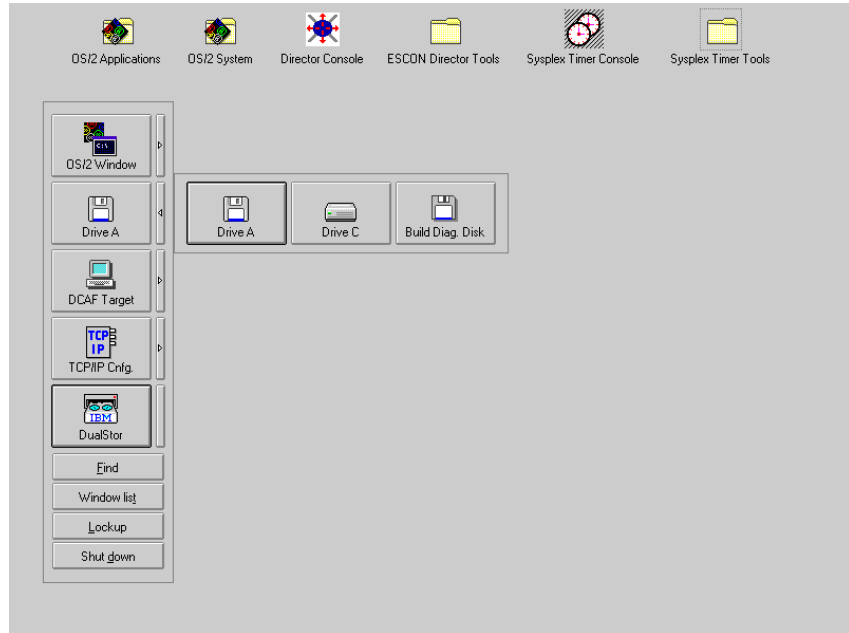 OS/2 Applications
OS/2 System
Director Console
ESCON Director Tools
Sysplex Timer Console
Sysplex Timer Tools
C:\
OS/2 Window
Drive A
Drive A
Drive C
Build Diag. Disk
DCAF Target
TCP
IP
TCP/IP Cnfg.
IBM
DualStor
Find
Window list
Lockup
Shut down